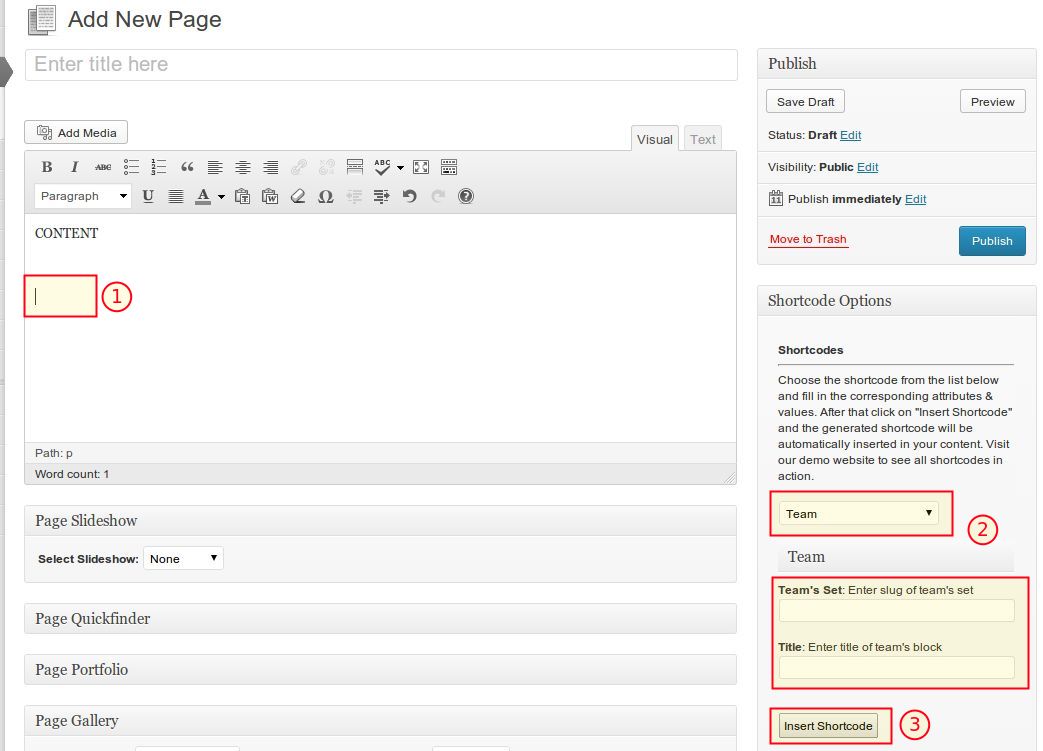 Add New Page
Enter title here
Add Media
Visual
Text
B I ABC ABC
Paragraph
U A Ω
CONTENT
1
Path: p
Word count: 1
Page Slideshow
Select Slideshow: None
Page Quickfinder
Page Portfolio
Page Gallery
Publish
Save Draft
Preview
Status: Draft Edit
Visibility: Public Edit
11 Publish immediately Edit
Move to Trash
Publish
Shortcode Options
Shortcodes
Choose the shortcode from the list below
and fill in the corresponding attributes &
values. After that click on "Insert Shortcode"
and the generated shortcode will be
automatically inserted in your content. Visit
our demo website to see all shortcodes in
action.
Team
2
Team
Team's Set: Enter slug of team's set
Title: Enter title of team's block
Insert Shortcode
3